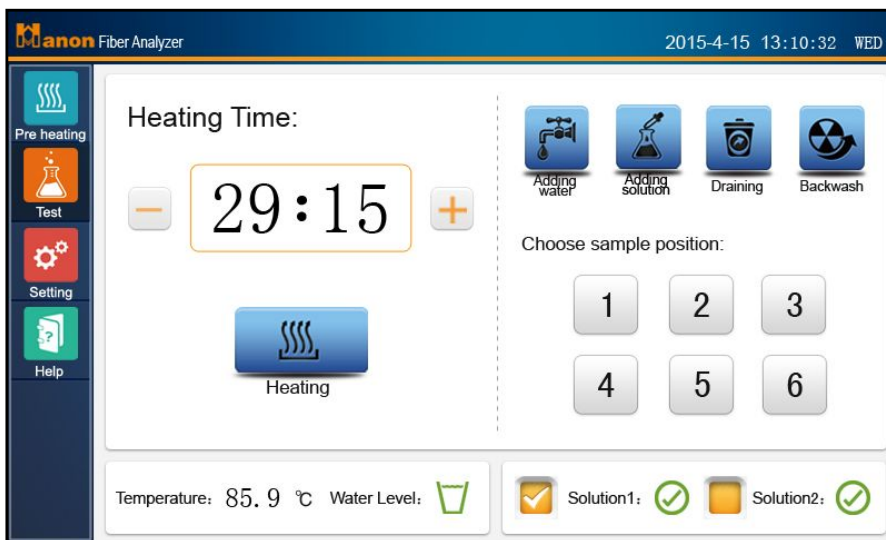 Hanon Fiber Analyzer
2015-4-15 13:10:32 WED
Pre heating
Test
Setting
Help
Heating Time:
− 29:15 +
Heating
Adding water
Adding solution
Draining
Backwash
Choose sample position:
1 2 3
4 5 6
Temperature: 85.9 ℃ Water Level:
Solution1: Solution2: